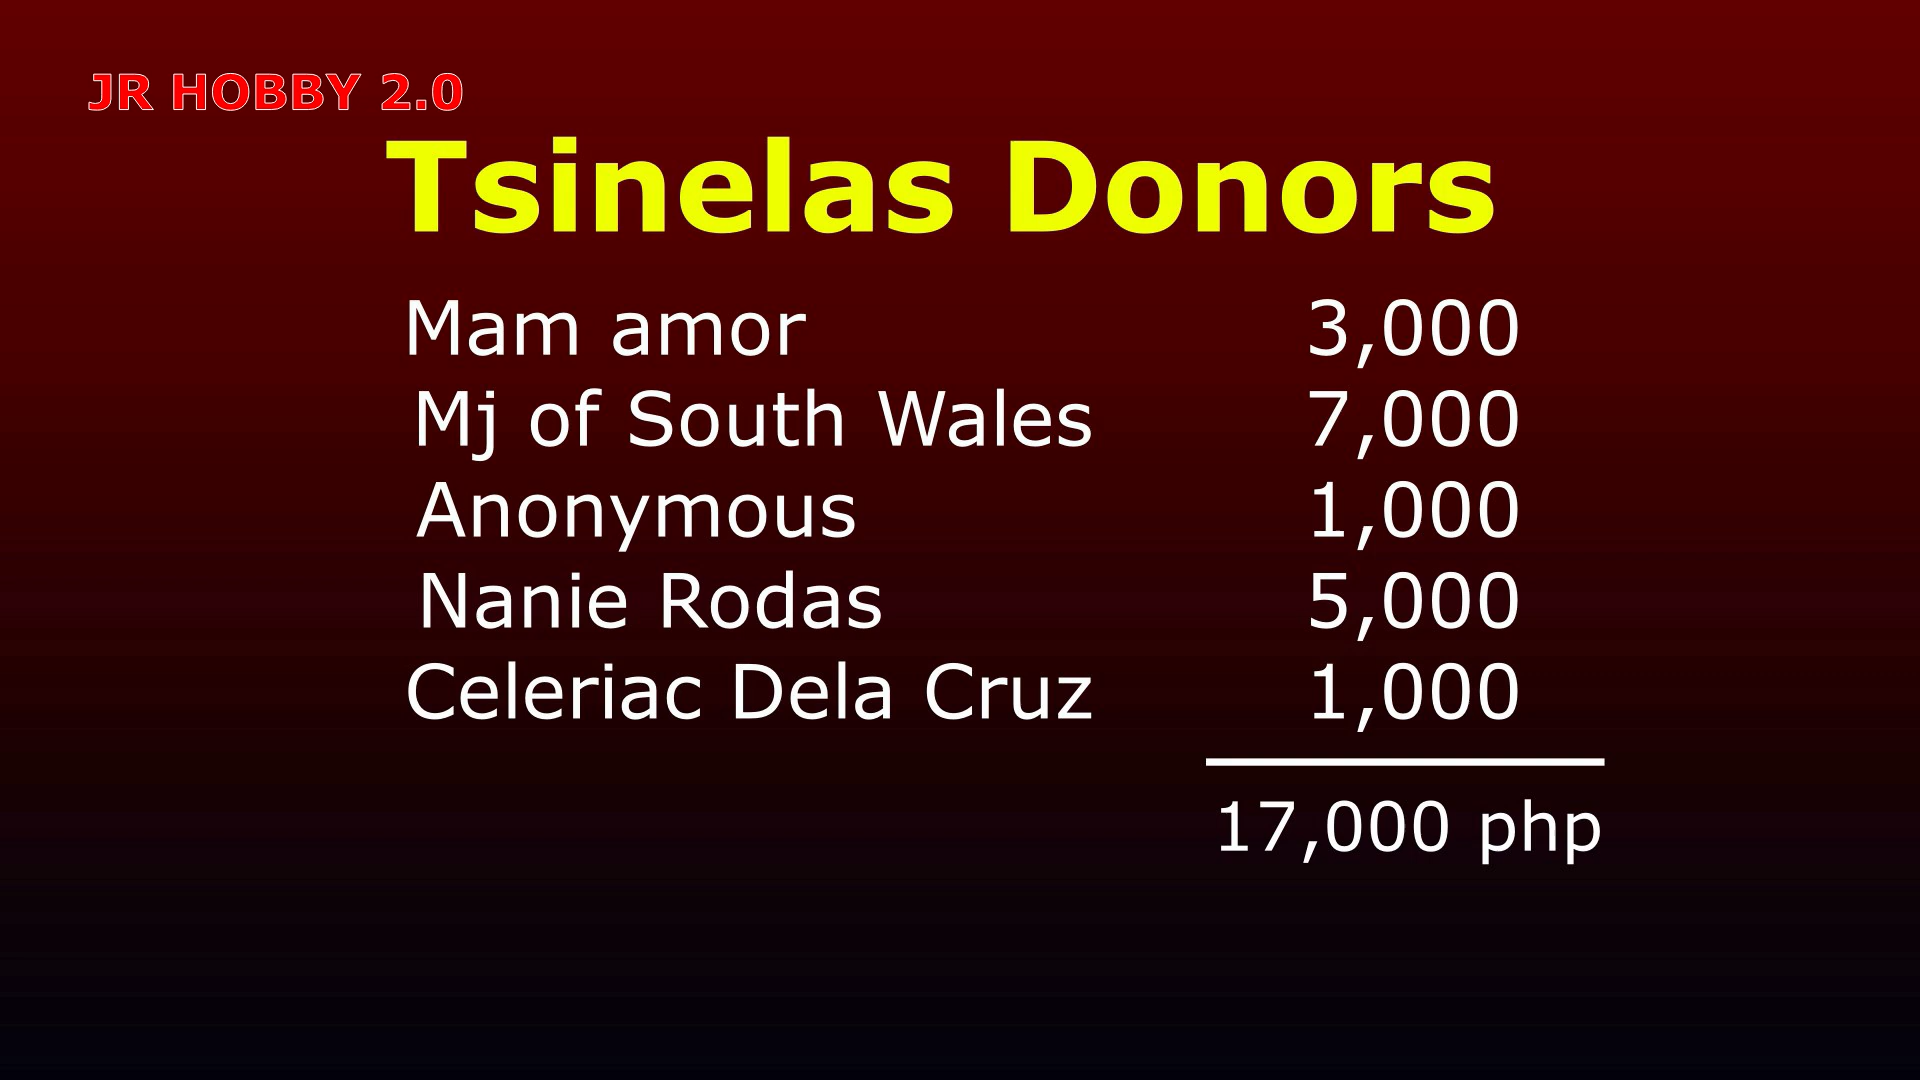 JR HOBBY 2.0
Tsinelas Donors
Mam amor 3,000
Mj of South Wales 7,000
Anonymous 1,000
Nanie Rodas 5,000
Celeriac Dela Cruz 1,000
17,000 php